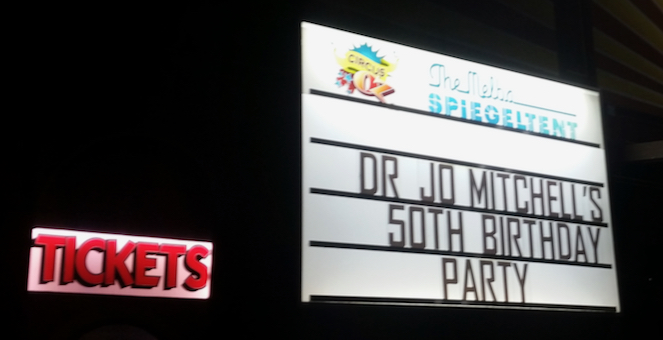 CIRCUS
OZ
The Melba
SPIEGELTENT
DR JO MITCHELL'S
50TH BIRTHDAY
PARTY
TICKETS